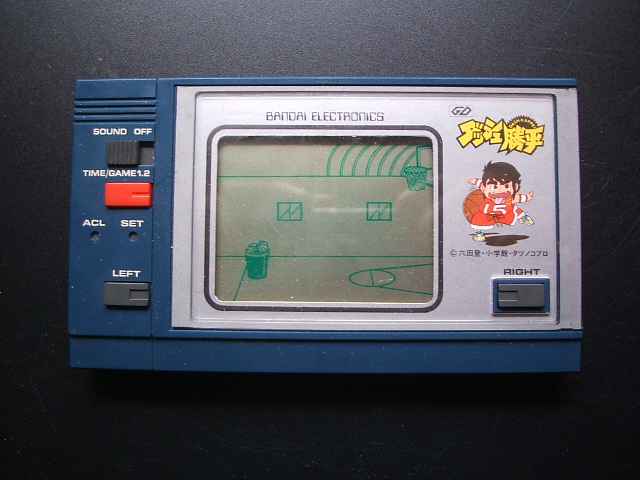 BANDAI ELECTRONICS
GD
ダッシュ勝平
SOUND OFF
TIME/GAME1.2
ACL SET
LEFT
15
©六田登・小学館・タツノコプロ
RIGHT